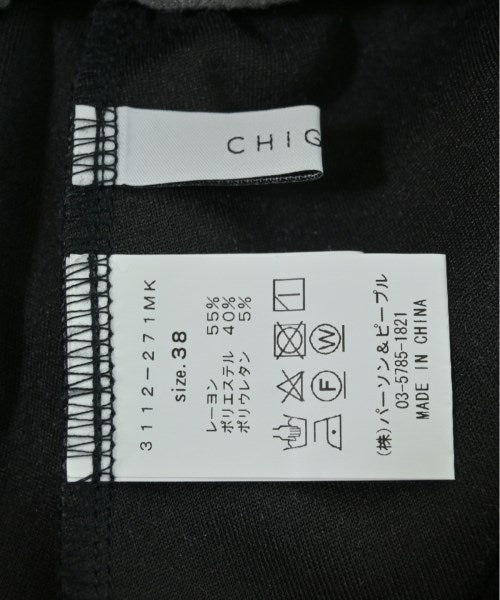 CHIG
3112-271MK
size.38
レーヨン 55%
ポリエステル 40%
ポリウレタン 5%
W
F
(株)パーソン&ピープル
03-5785-1821
MADE IN CHINA